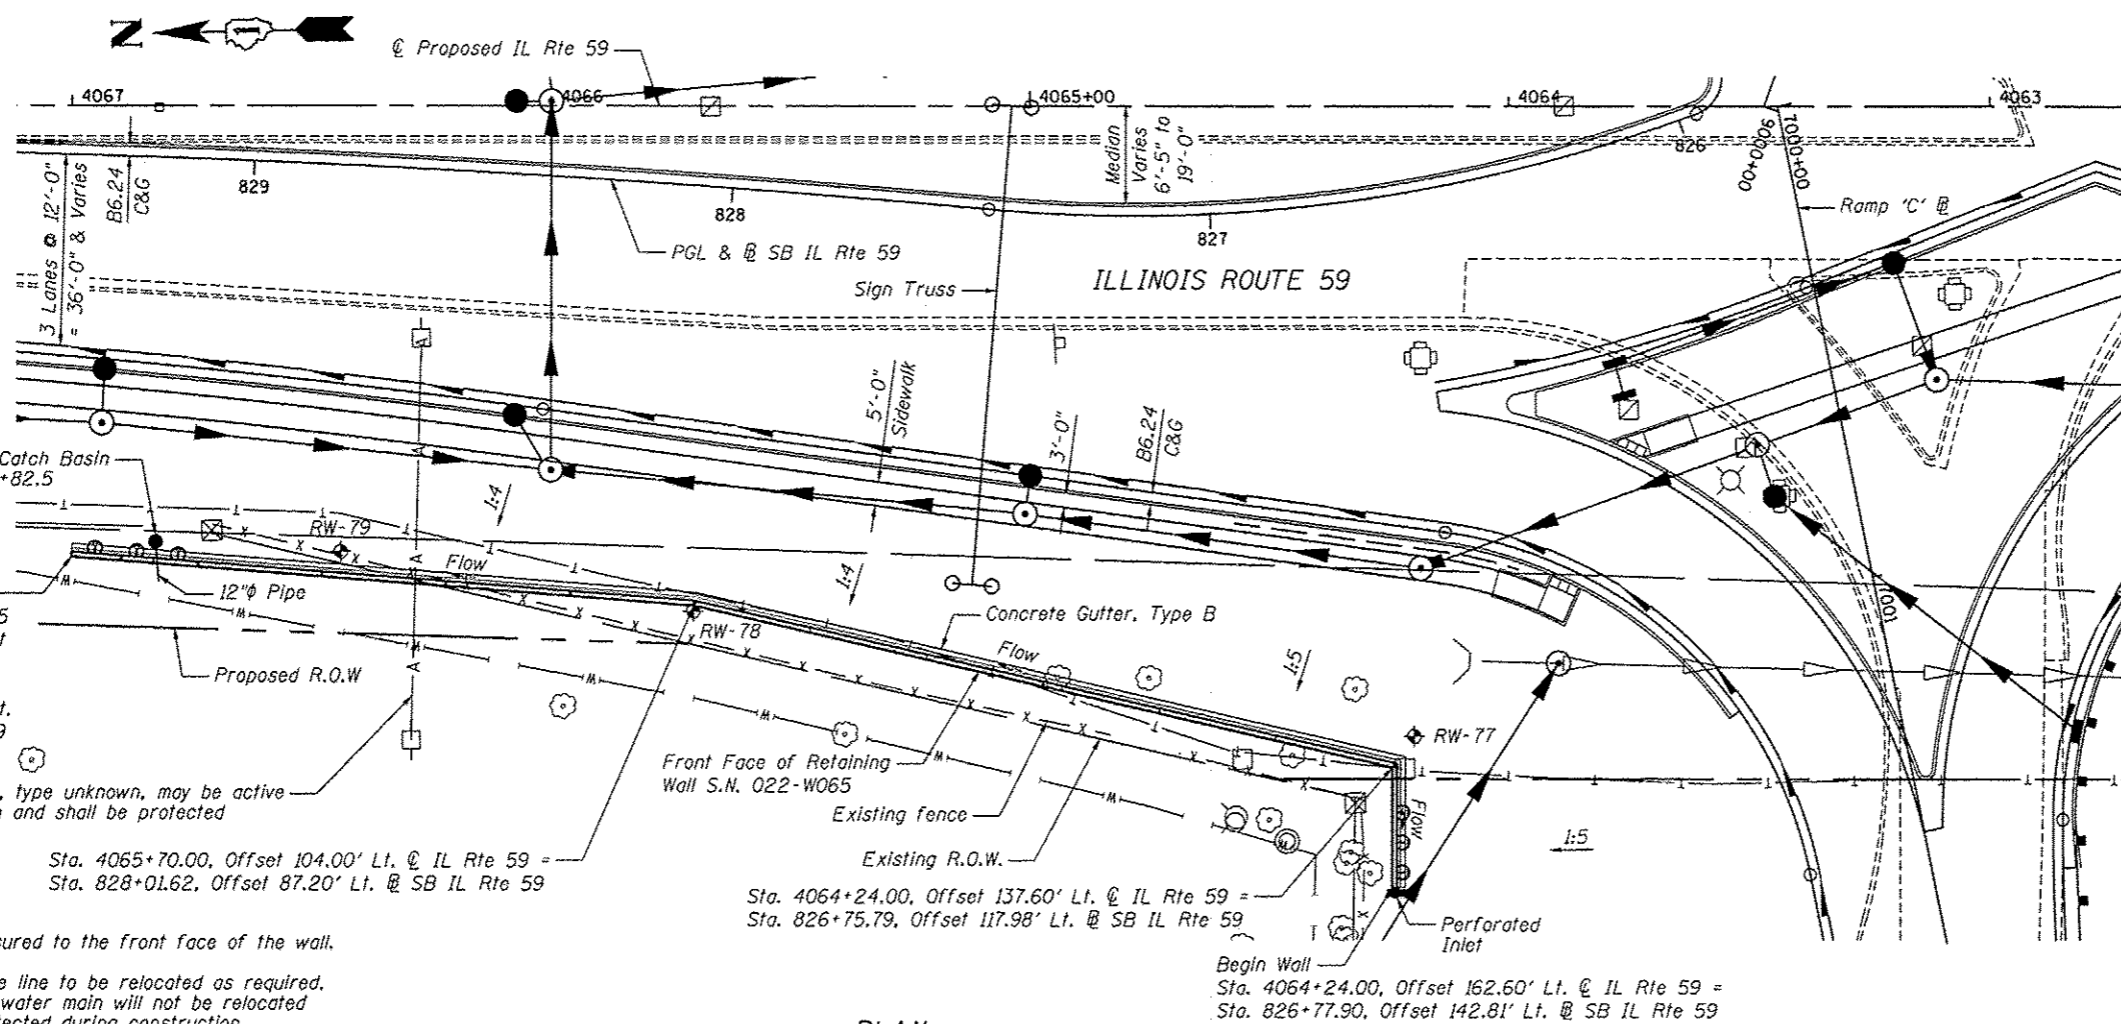 N
1
℄ Proposed IL Rte 59
4067
4066
4065+00
4064
4063
3 Lanes @ 12'-0"
= 36'-0" & Varies
B6.24
C&G
829
828
827
826
Median
Varies
6'-5" to
19'-0"
9006+00
7000+00
Ramp 'C' ⅊
PGL & ⅊ SB IL Rte 59
Sign Truss
ILLINOIS ROUTE 59
5'-0"
Sidewalk
3'-0"
B6.24
C&G
Catch Basin
+82.5
1:4
RW-79
Flow
1:4
12"ϕ Pipe
RW-78
Concrete Gutter, Type B
Flow
1:5
7001
Proposed R.O.W
RW-77
Front Face of Retaining
Wall S.N. 022-W065
, type unknown, may be active
and shall be protected
Existing fence
Flow
1:5
Existing R.O.W.
Sta. 4065+70.00, Offset 104.00' Lt. ℄ IL Rte 59 =
Sta. 828+01.62, Offset 87.20' Lt. ⅊ SB IL Rte 59
Sta. 4064+24.00, Offset 137.60' Lt. ℄ IL Rte 59 =
Sta. 826+75.79, Offset 117.98' Lt. ⅊ SB IL Rte 59
Perforated
Inlet
ured to the front face of the wall.
Begin Wall
Sta. 4064+24.00, Offset 162.60' Lt. ℄ IL Rte 59 =
Sta. 826+77.90, Offset 142.81' Lt. ⅊ SB IL Rte 59
e line to be relocated as required.
water main will not be relocated
tected during construction